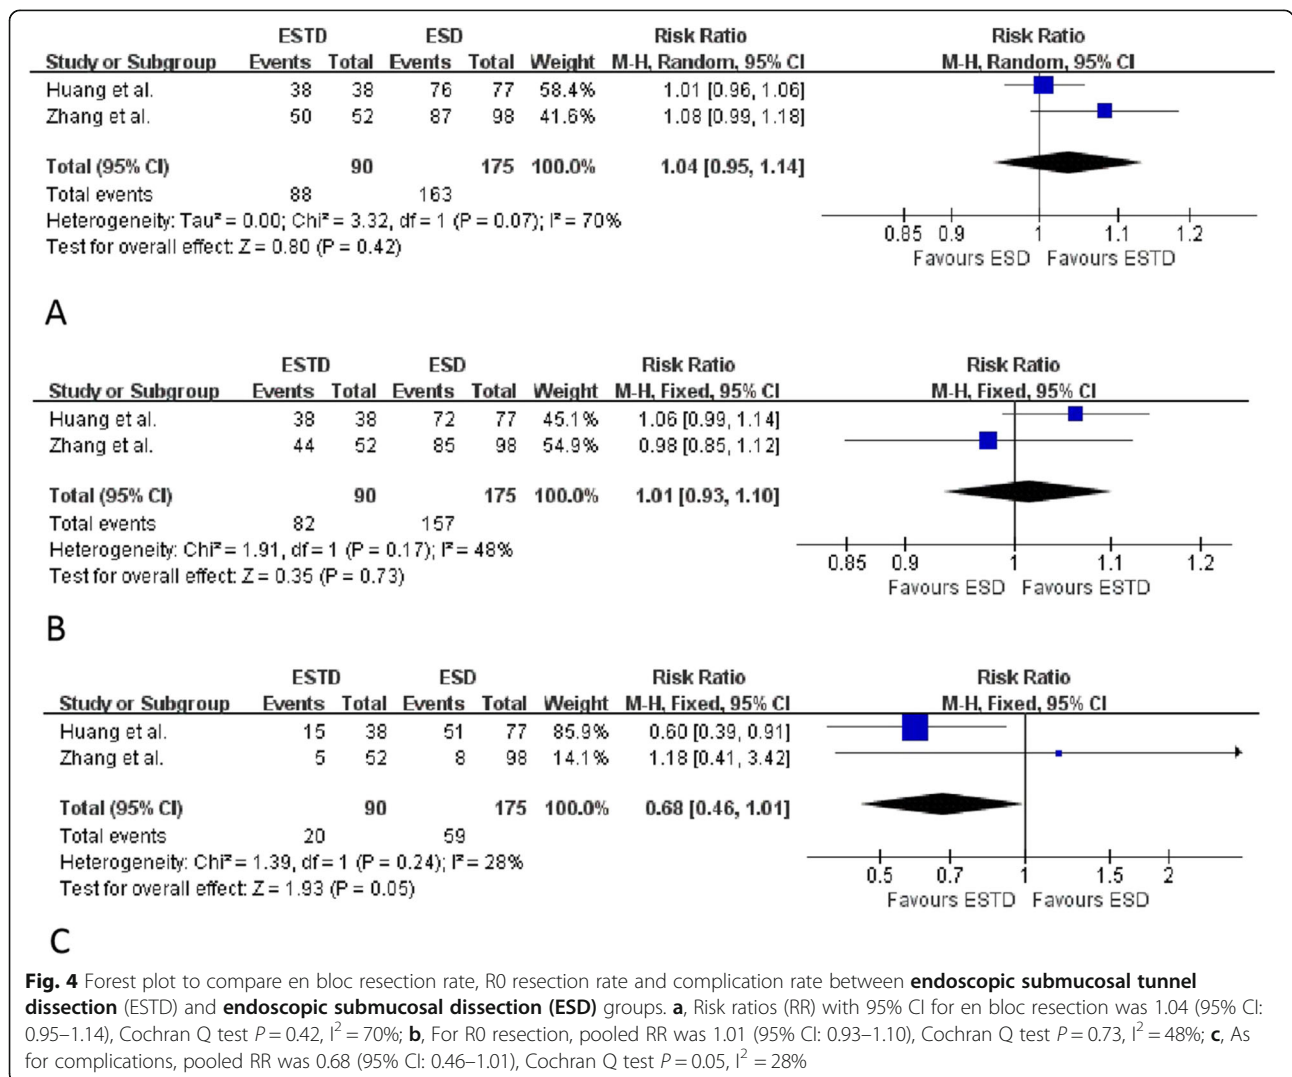 ESTD ESD Risk Ratio Risk Ratio
Study or Subgroup Events Total Events Total Weight M-H, Random, 95% CI M-H, Random, 95% CI
Huang et al. 38 38 76 77 58.4% 1.01 [0.96, 1.06]
Zhang et al. 50 52 87 98 41.6% 1.08 [0.99, 1.18]
Total (95% CI) 90 175 100.0% 1.04 [0.95, 1.14]
Total events 88 163
Heterogeneity: Tau² = 0.00; Chi² = 3.32, df = 1 (P = 0.07); I² = 70%
Test for overall effect: Z = 0.80 (P = 0.42)
0.85 0.9 1 1.1 1.2
Favours ESD Favours ESTD
A
ESTD ESD Risk Ratio Risk Ratio
Study or Subgroup Events Total Events Total Weight M-H, Fixed, 95% CI M-H, Fixed, 95% CI
Huang et al. 38 38 72 77 45.1% 1.06 [0.99, 1.14]
Zhang et al. 44 52 85 98 54.9% 0.98 [0.85, 1.12]
Total (95% CI) 90 175 100.0% 1.01 [0.93, 1.10]
Total events 82 157
Heterogeneity: Chi² = 1.91, df = 1 (P = 0.17); I² = 48%
Test for overall effect: Z = 0.35 (P = 0.73)
0.85 0.9 1 1.1 1.2
Favours ESD Favours ESTD
B
ESTD ESD Risk Ratio Risk Ratio
Study or Subgroup Events Total Events Total Weight M-H, Fixed, 95% CI M-H, Fixed, 95% CI
Huang et al. 15 38 51 77 85.9% 0.60 [0.39, 0.91]
Zhang et al. 5 52 8 98 14.1% 1.18 [0.41, 3.42]
Total (95% CI) 90 175 100.0% 0.68 [0.46, 1.01]
Total events 20 59
Heterogeneity: Chi² = 1.39, df = 1 (P = 0.24); I² = 28%
Test for overall effect: Z = 1.93 (P = 0.05)
0.5 0.7 1 1.5 2
Favours ESTD Favours ESD
C
Fig. 4 Forest plot to compare en bloc resection rate, R0 resection rate and complication rate between endoscopic submucosal tunnel
dissection (ESTD) and endoscopic submucosal dissection (ESD) groups. a, Risk ratios (RR) with 95% CI for en bloc resection was 1.04 (95% CI:
0.95–1.14), Cochran Q test P = 0.42, I² = 70%; b, For R0 resection, pooled RR was 1.01 (95% CI: 0.93–1.10), Cochran Q test P = 0.73, I² = 48%; c, As
for complications, pooled RR was 0.68 (95% CI: 0.46–1.01), Cochran Q test P = 0.05, I² = 28%